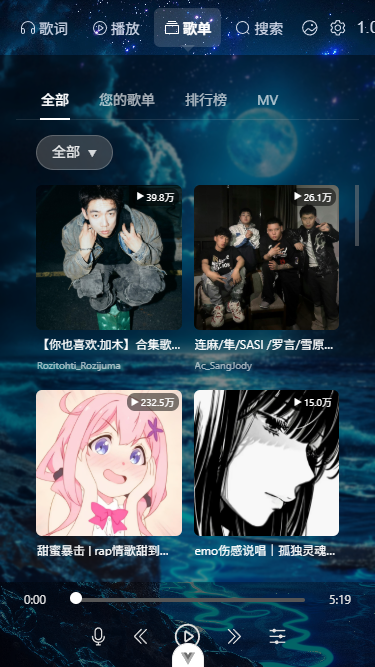 歌词 播放 歌单 搜索 1.0
全部 您的歌单 排行榜 MV
全部
39.8万 26.1万
【你也喜欢·加木】合集歌... 连麻/隼/SASI /罗言/雪原...
Rozitohti_Rozijuma Ac_SangJody
232.5万 15.0万
甜蜜暴击 | rap情歌甜到... emo伤感说唱｜孤独灵魂...
0:00 5:19